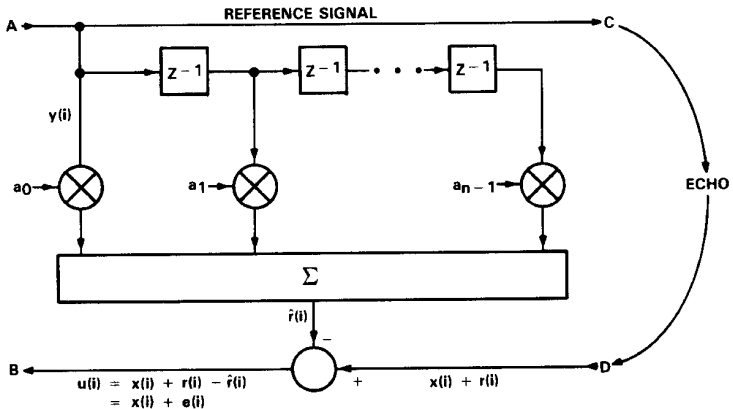 REFERENCE SIGNAL
A
C
z⁻¹
z⁻¹
• • •
z⁻¹
y(i)
a₀
a₁
aₙ₋₁
ECHO
Σ
r̂(i)
−
B
D
u(i) = x(i) + r(i) − r̂(i)
= x(i) + e(i)
+
x(i) + r(i)